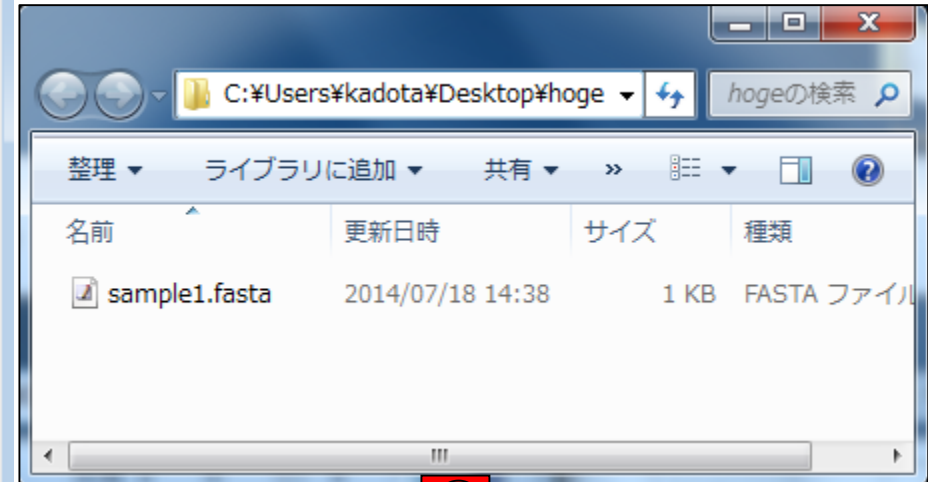 C:¥Users¥kadota¥Desktop¥hoge
hogeの検索
整理 ライブラリに追加 共有 »
名前 更新日時 サイズ 種類
sample1.fasta 2014/07/18 14:38 1 KB FASTA ファイル